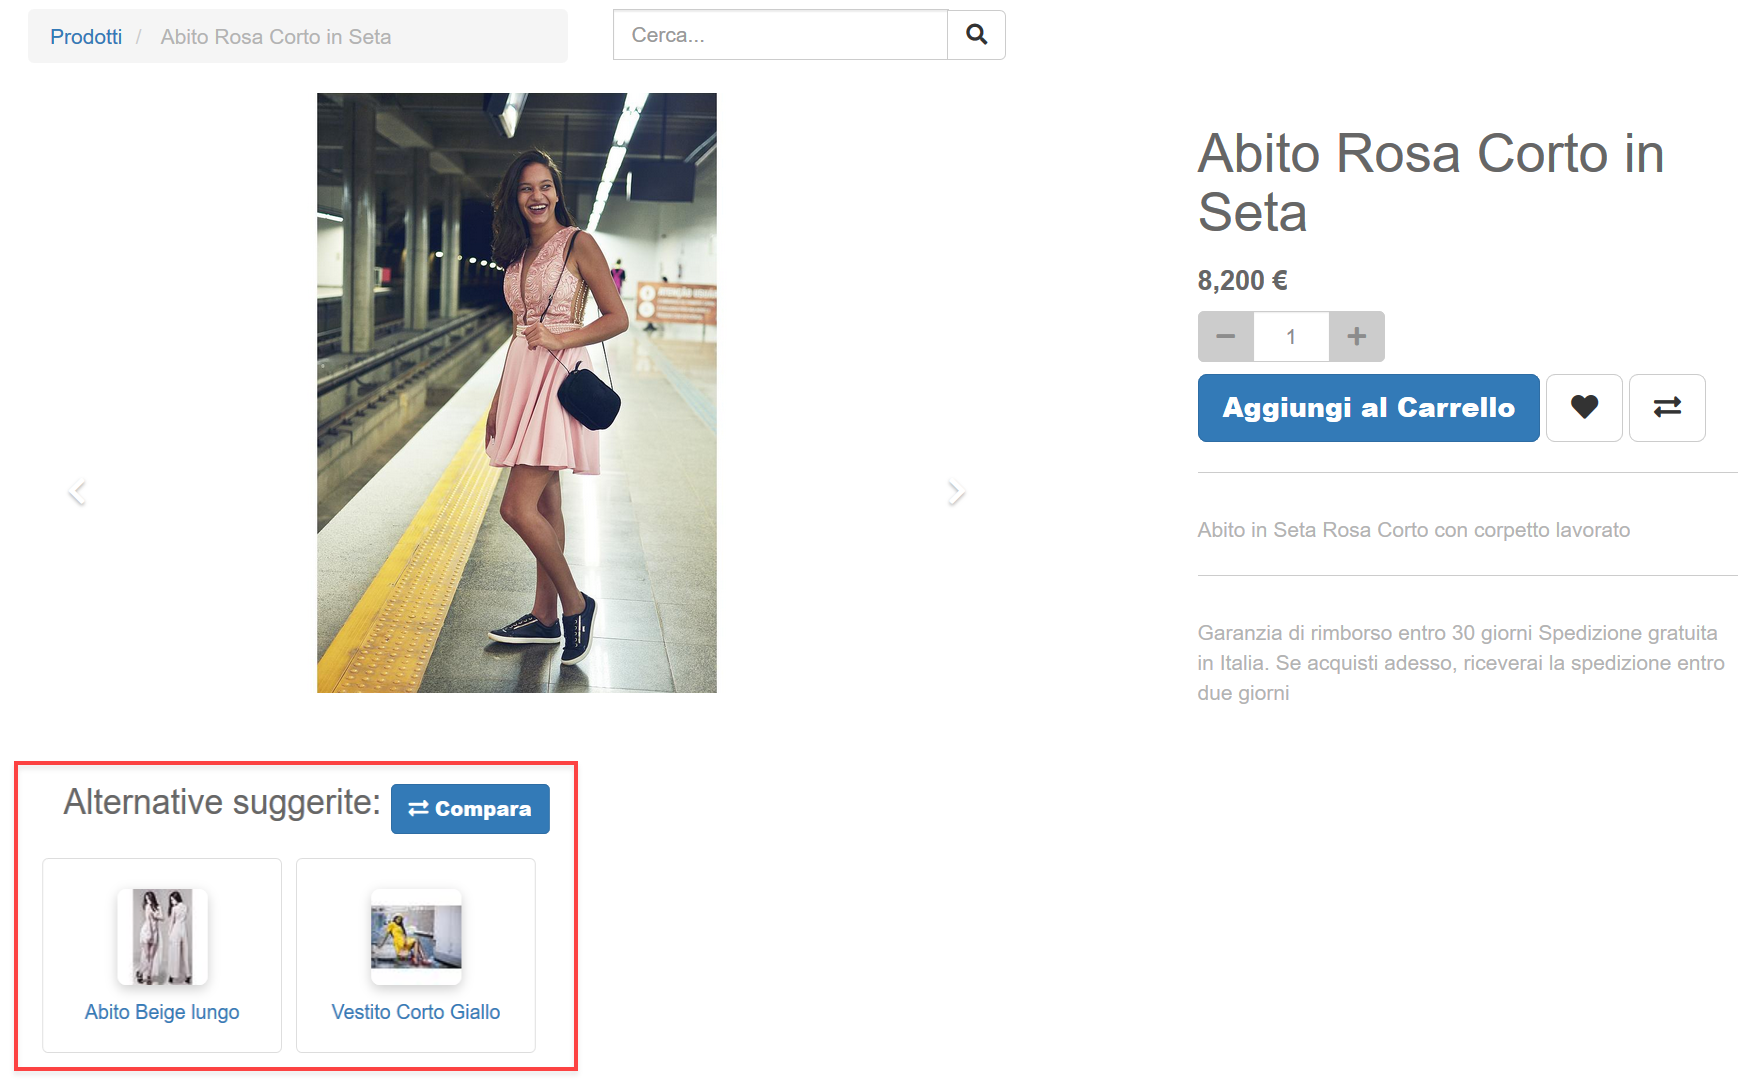 Prodotti / Abito Rosa Corto in Seta
Cerca...
Abito Rosa Corto in
Seta
8,200 €
1
Aggiungi al Carrello
Abito in Seta Rosa Corto con corpetto lavorato
Garanzia di rimborso entro 30 giorni Spedizione gratuita
in Italia. Se acquisti adesso, riceverai la spedizione entro
due giorni
Alternative suggerite:
Compara
Abito Beige lungo
Vestito Corto Giallo